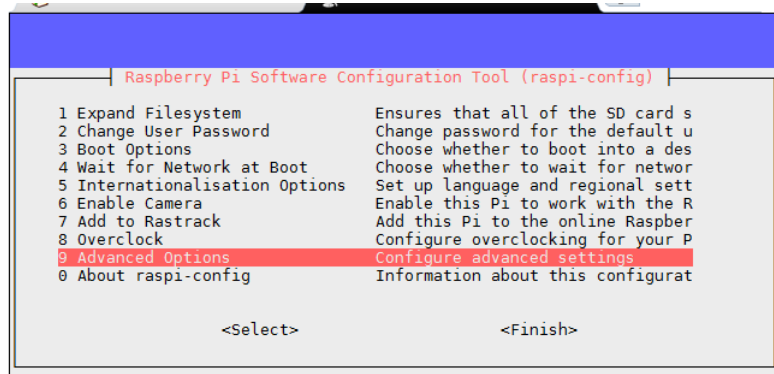 Raspberry Pi Software Configuration Tool (raspi-config)
1 Expand Filesystem Ensures that all of the SD card s
2 Change User Password Change password for the default u
3 Boot Options Choose whether to boot into a des
4 Wait for Network at Boot Choose whether to wait for networ
5 Internationalisation Options Set up language and regional sett
6 Enable Camera Enable this Pi to work with the R
7 Add to Rastrack Add this Pi to the online Raspber
8 Overclock Configure overclocking for your P
9 Advanced Options Configure advanced settings
0 About raspi-config Information about this configurat
<Select> <Finish>